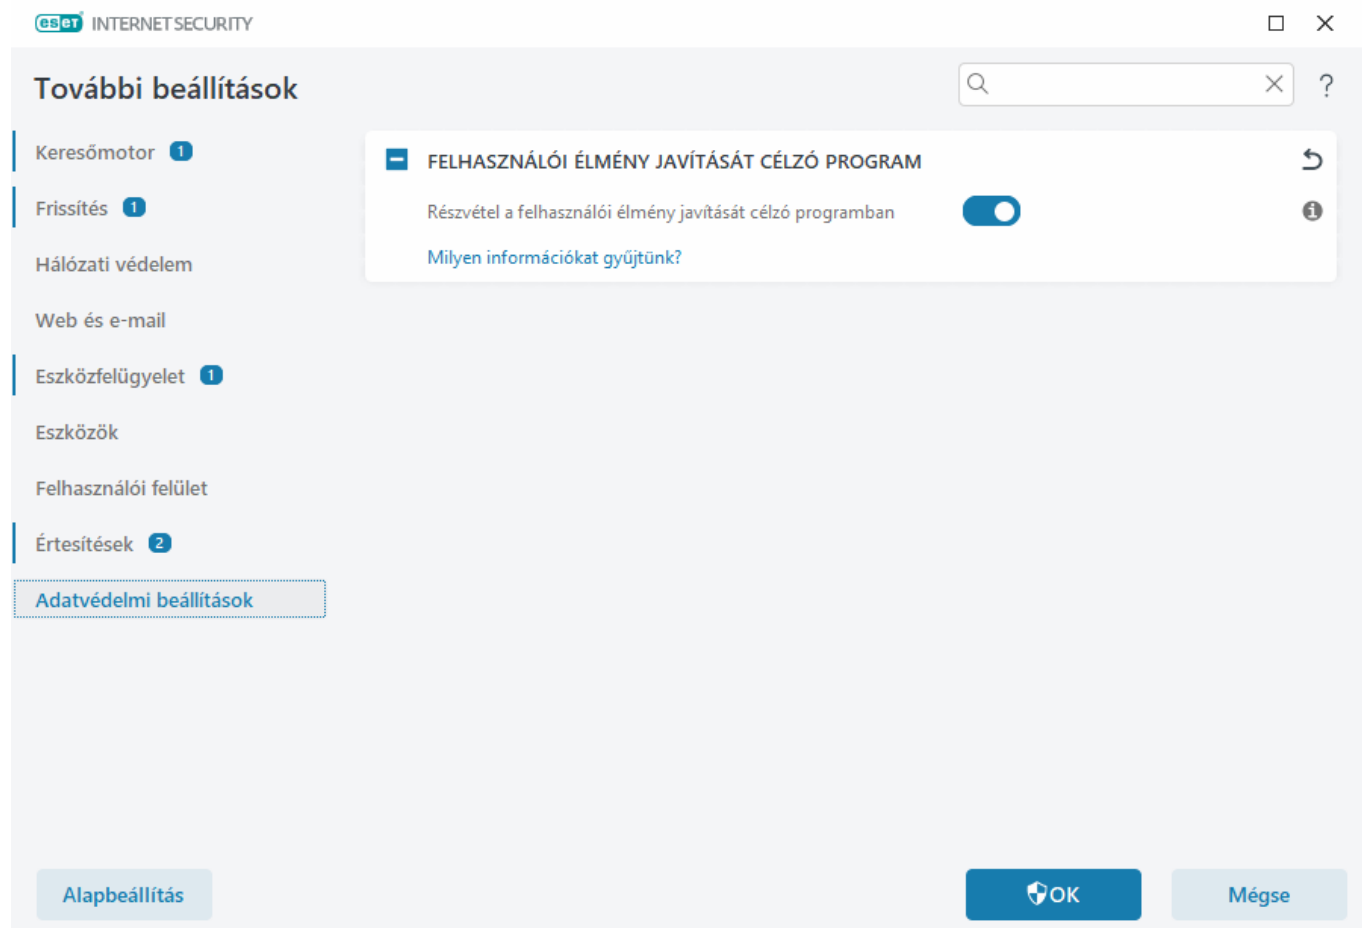 eset INTERNET SECURITY
További beállítások
?
Keresőmotor 1
Frissítés 1
Hálózati védelem
Web és e-mail
Eszközfelügyelet 1
Eszközök
Felhasználói felület
Értesítések 2
Adatvédelmi beállítások
FELHASZNÁLÓI ÉLMÉNY JAVÍTÁSÁT CÉLZÓ PROGRAM
Részvétel a felhasználói élmény javítását célzó programban
Milyen információkat gyűjtünk?
Alapbeállítás
OK
Mégse